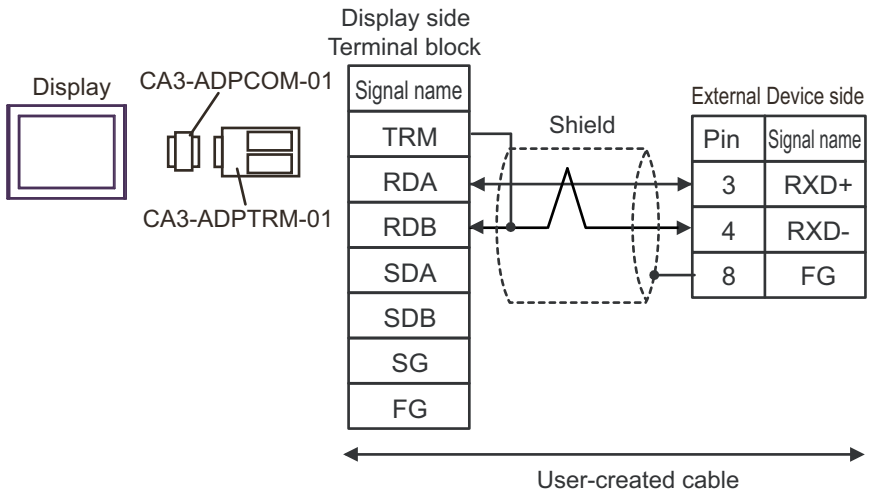 Display side
Terminal block
Display
CA3-ADPCOM-01
CA3-ADPTRM-01
Signal name
TRM
RDA
RDB
SDA
SDB
SG
FG
Shield
External Device side
Pin Signal name
3 RXD+
4 RXD-
8 FG
User-created cable